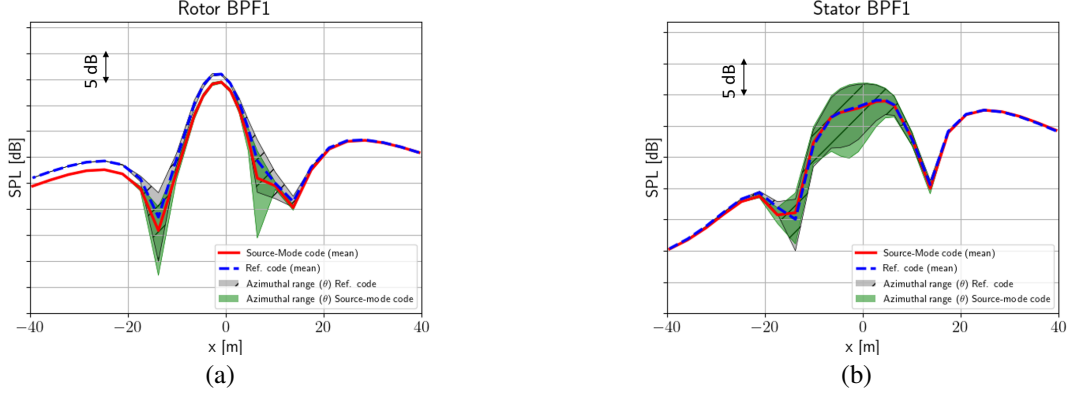 Rotor BPF1
5 dB
SPL [dB]
Source-Mode code (mean)
Ref. code (mean)
Azimuthal range (θ) Ref. code
Azimuthal range (θ) Source-mode code
−40 −20 0 20 40
x [m]
(a)
Stator BPF1
5 dB
SPL [dB]
Source-Mode code (mean)
Ref. code (mean)
Azimuthal range (θ) Ref. code
Azimuthal range (θ) Source-mode code
−40 −20 0 20 40
x [m]
(b)